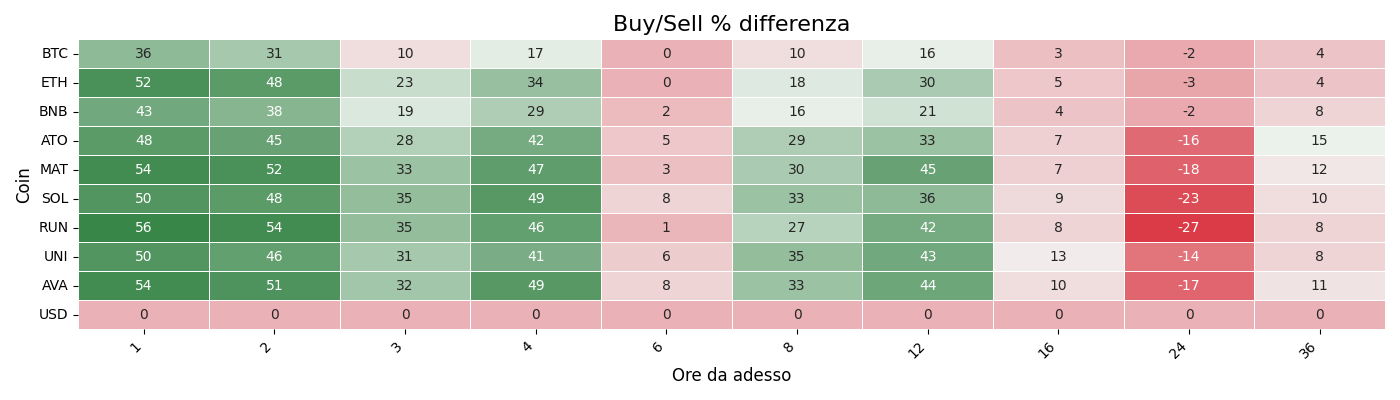 Buy/Sell % differenza
BTC 36 31 10 17 0 10 16 3 -2 4
ETH 52 48 23 34 0 18 30 5 -3 4
BNB 43 38 19 29 2 16 21 4 -2 8
ATO 48 45 28 42 5 29 33 7 -16 15
MAT 54 52 33 47 3 30 45 7 -18 12
SOL 50 48 35 49 8 33 36 9 -23 10
RUN 56 54 35 46 1 27 42 8 -27 8
UNI 50 46 31 41 6 35 43 13 -14 8
AVA 54 51 32 49 8 33 44 10 -17 11
USD 0 0 0 0 0 0 0 0 0 0
Coin
1 2 3 4 6 8 12 16 24 36
Ore da adesso